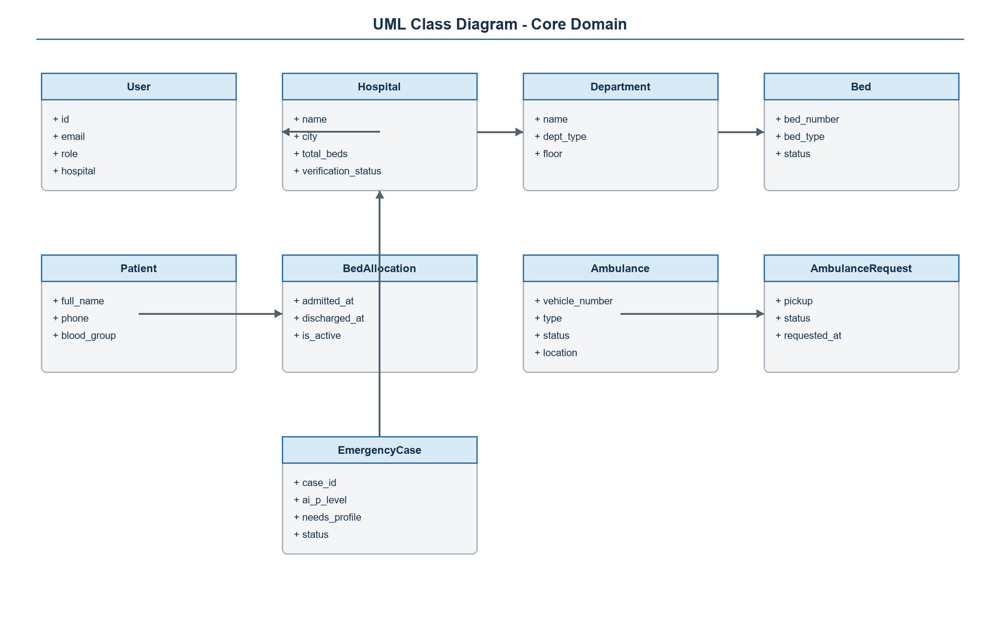 UML Class Diagram - Core Domain
User
+ id
+ email
+ role
+ hospital
Hospital
+ name
+ city
+ total_beds
+ verification_status
Department
+ name
+ dept_type
+ floor
Bed
+ bed_number
+ bed_type
+ status
Patient
+ full_name
+ phone
+ blood_group
BedAllocation
+ admitted_at
+ discharged_at
+ is_active
Ambulance
+ vehicle_number
+ type
+ status
+ location
AmbulanceRequest
+ pickup
+ status
+ requested_at
EmergencyCase
+ case_id
+ ai_p_level
+ needs_profile
+ status